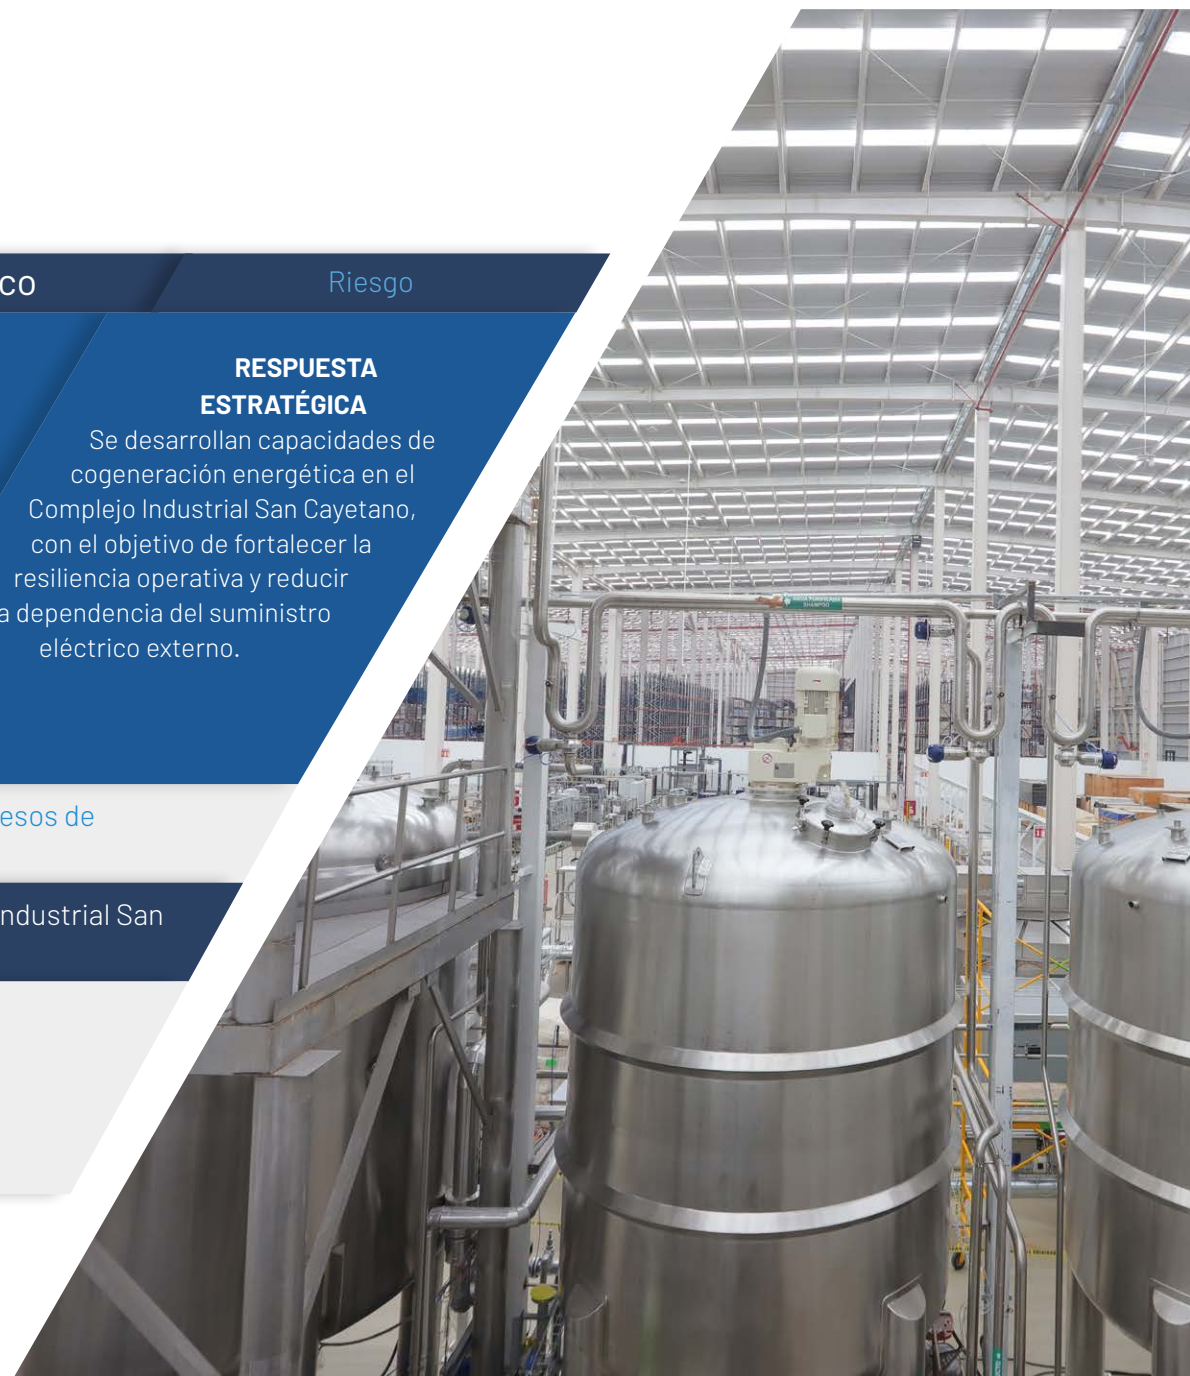 co
Riesgo
RESPUESTA
ESTRATÉGICA
Se desarrollan capacidades de
cogeneración energética en el
Complejo Industrial San Cayetano,
con el objetivo de fortalecer la
resiliencia operativa y reducir
a dependencia del suministro
eléctrico externo.
esos de
ndustrial San
SHAMPOO